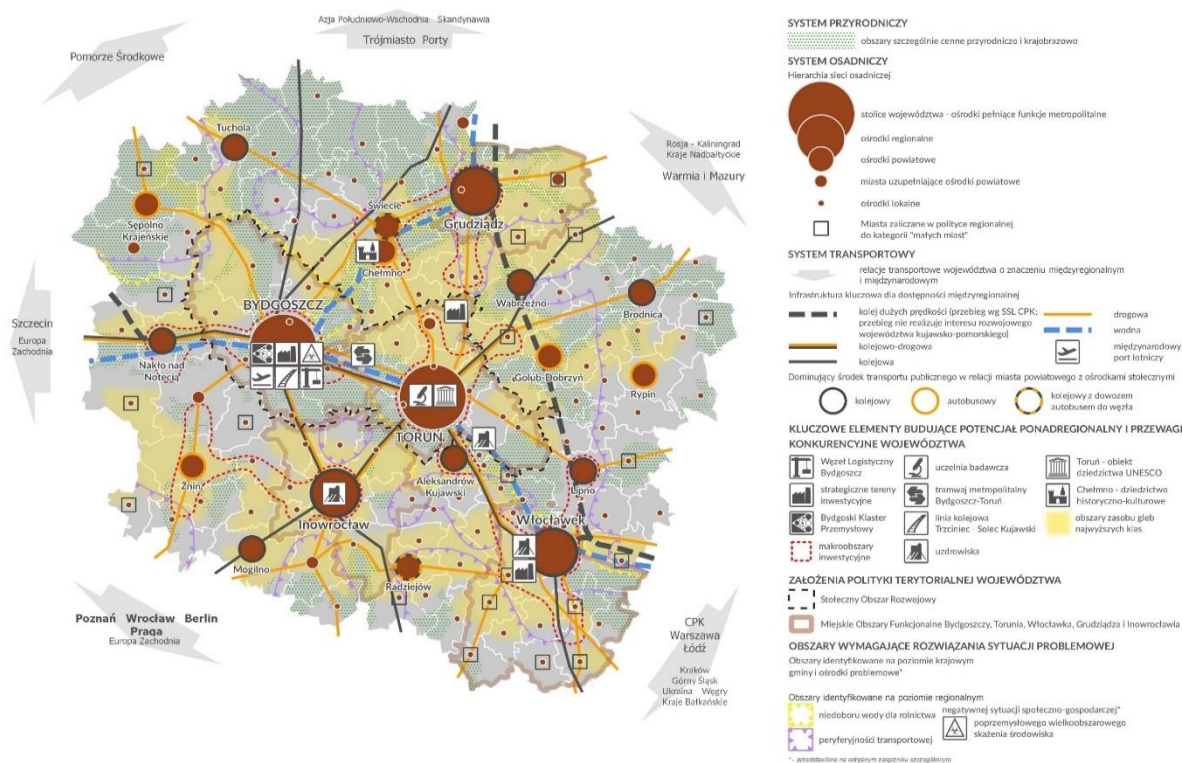 Azja Południowo-Wschodnia Skandynawia
Trójmiasto Porty
Pomorze Środkowe
Rosja - Kaliningrad
Kraje Nadbałtyckie
Warmia i Mazury
Szczecin
Europa
Zachodnia
Poznań Wrocław Berlin
Praga
Europa Zachodnia
CPK
Warszawa
Łódź
Kraków
Górny Śląsk
Ukraina Węgry
Kraje Bałkańskie
Tuchola
Sępólno
Krajeńskie
Świecie
Grudziądz
Chełmno
BYDGOSZCZ
Wąbrzeźno
Brodnica
Nakło nad
Notecią
Golub-Dobrzyń
Rypin
TORUŃ
Aleksandrów
Kujawski
Żnin
Lipno
Inowrocław
Włocławek
Mogilno
Radziejów
SYSTEM PRZYRODNICZY
obszary szczególnie cenne przyrodniczo i krajobrazowo
SYSTEM OSADNICZY
Hierarchia sieci osadniczej
stolice województwa - ośrodki pełniące funkcje metropolitalne
ośrodki regionalne
ośrodki powiatowe
miasta uzupełniające ośrodki powiatowe
ośrodki lokalne
Miasta zaliczane w polityce regionalnej
do kategorii "małych miast"
SYSTEM TRANSPORTOWY
relacje transportowe województwa o znaczeniu międzyregionalnym
i międzynarodowym
Infrastruktura kluczowa dla dostępności międzyregionalnej
kolej dużych prędkości (przebieg wg SSL CPK;
przebieg nie realizuje interesu rozwojowego
województwa kujawsko-pomorskiego)
kolejowo-drogowa
kolejowa
drogowa
wodna
międzynarodowy
port lotniczy
Dominujący środek transportu publicznego w relacji miasta powiatowego z ośrodkami stołecznymi
kolejowy
autobusowy
kolejowy z dowozem
autobusem do węzła
KLUCZOWE ELEMENTY BUDUJĄCE POTENCJAŁ PONADREGIONALNY I PRZEWAGI
KONKURENCYJNE WOJEWÓDZTWA
Węzeł Logistyczny
Bydgoszcz
uczelnia badawcza
Toruń - obiekt
dziedzictwa UNESCO
strategiczne tereny
inwestycyjne
tramwaj metropolitalny
Bydgoszcz-Toruń
Chełmno - dziedzictwo
historyczno-kulturowe
Bydgoski Klaster
Przemysłowy
linia kolejowa
Trzciniec - Solec Kujawski
obszary zasobu gleb
najwyższych klas
makroobszary
inwestycyjne
uzdrowiska
ZAŁOŻENIA POLITYKI TERYTORIALNEJ WOJEWÓDZTWA
Stołeczny Obszar Rozwojowy
Miejskie Obszary Funkcjonalne Bydgoszczy, Torunia, Włocławka, Grudziądza i Inowrocławia
OBSZARY WYMAGAJĄCE ROZWIĄZANIA SYTUACJI PROBLEMOWEJ
Obszary identyfikowane na poziomie krajowym
gminy i ośrodki problemowe*
Obszary identyfikowane na poziomie regionalnym
niedoboru wody dla rolnictwa
negatywnej sytuacji społeczno-gospodarczej*
peryferyjności transportowej
poprzemysłowego wielkoobszarowego
skażenia środowiska
* - przedstawione na odrębnym załączniku szczegółowym